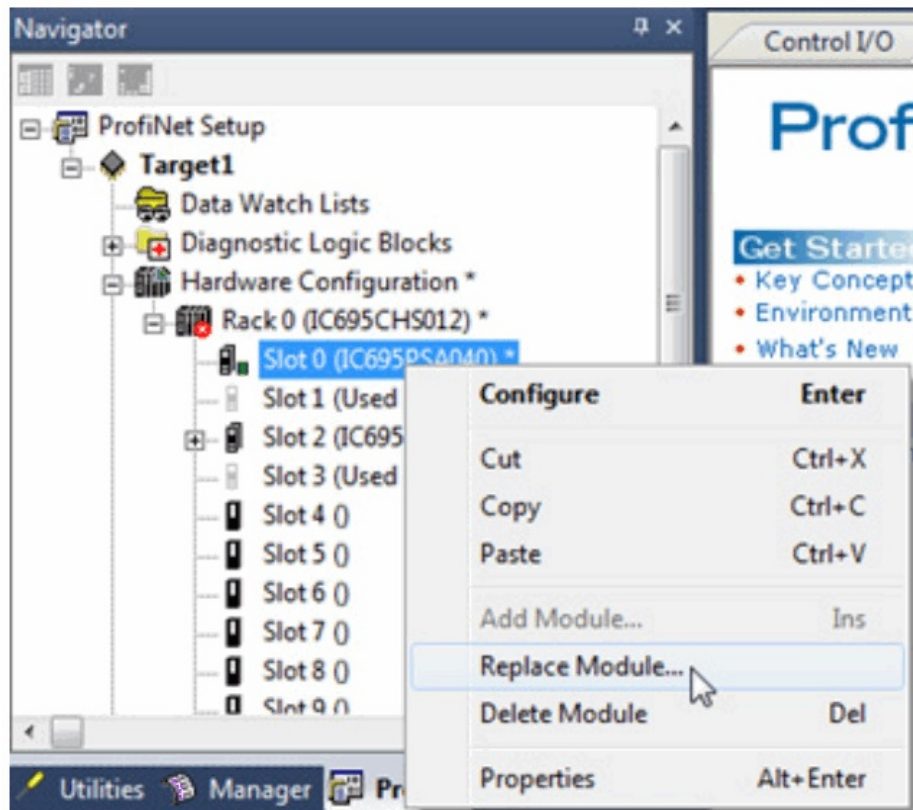 Navigator
Control I/O
ProfiNet Setup
Target1
Data Watch Lists
Diagnostic Logic Blocks
Hardware Configuration *
Rack 0 (IC695CHS012) *
Slot 0 (IC695PSA040) *
Slot 1 (Used
Slot 2 (IC695
Slot 3 (Used
Slot 4 ()
Slot 5 ()
Slot 6 ()
Slot 7 ()
Slot 8 ()
Slot 9 ()
Prof
Get Starte
• Key Concept
• Environment
• What's New
Configure Enter
Cut Ctrl+X
Copy Ctrl+C
Paste Ctrl+V
Add Module... Ins
Replace Module...
Delete Module Del
Properties Alt+Enter
Utilities Manager Pr